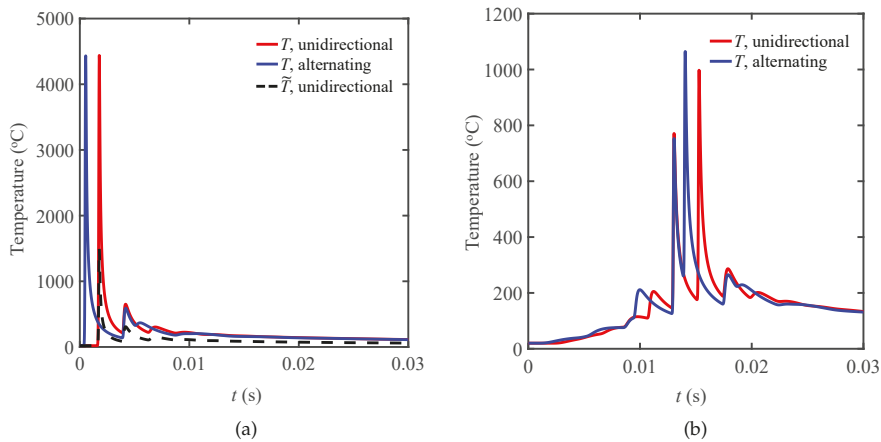 5000
4000
3000
2000
1000
0
Temperature (°C)
T, unidirectional
T, alternating
T̃, unidirectional
0
0.01
0.02
0.03
t (s)
(a)
1200
1000
800
600
400
200
0
Temperature (°C)
T, unidirectional
T, alternating
0
0.01
0.02
0.03
t (s)
(b)